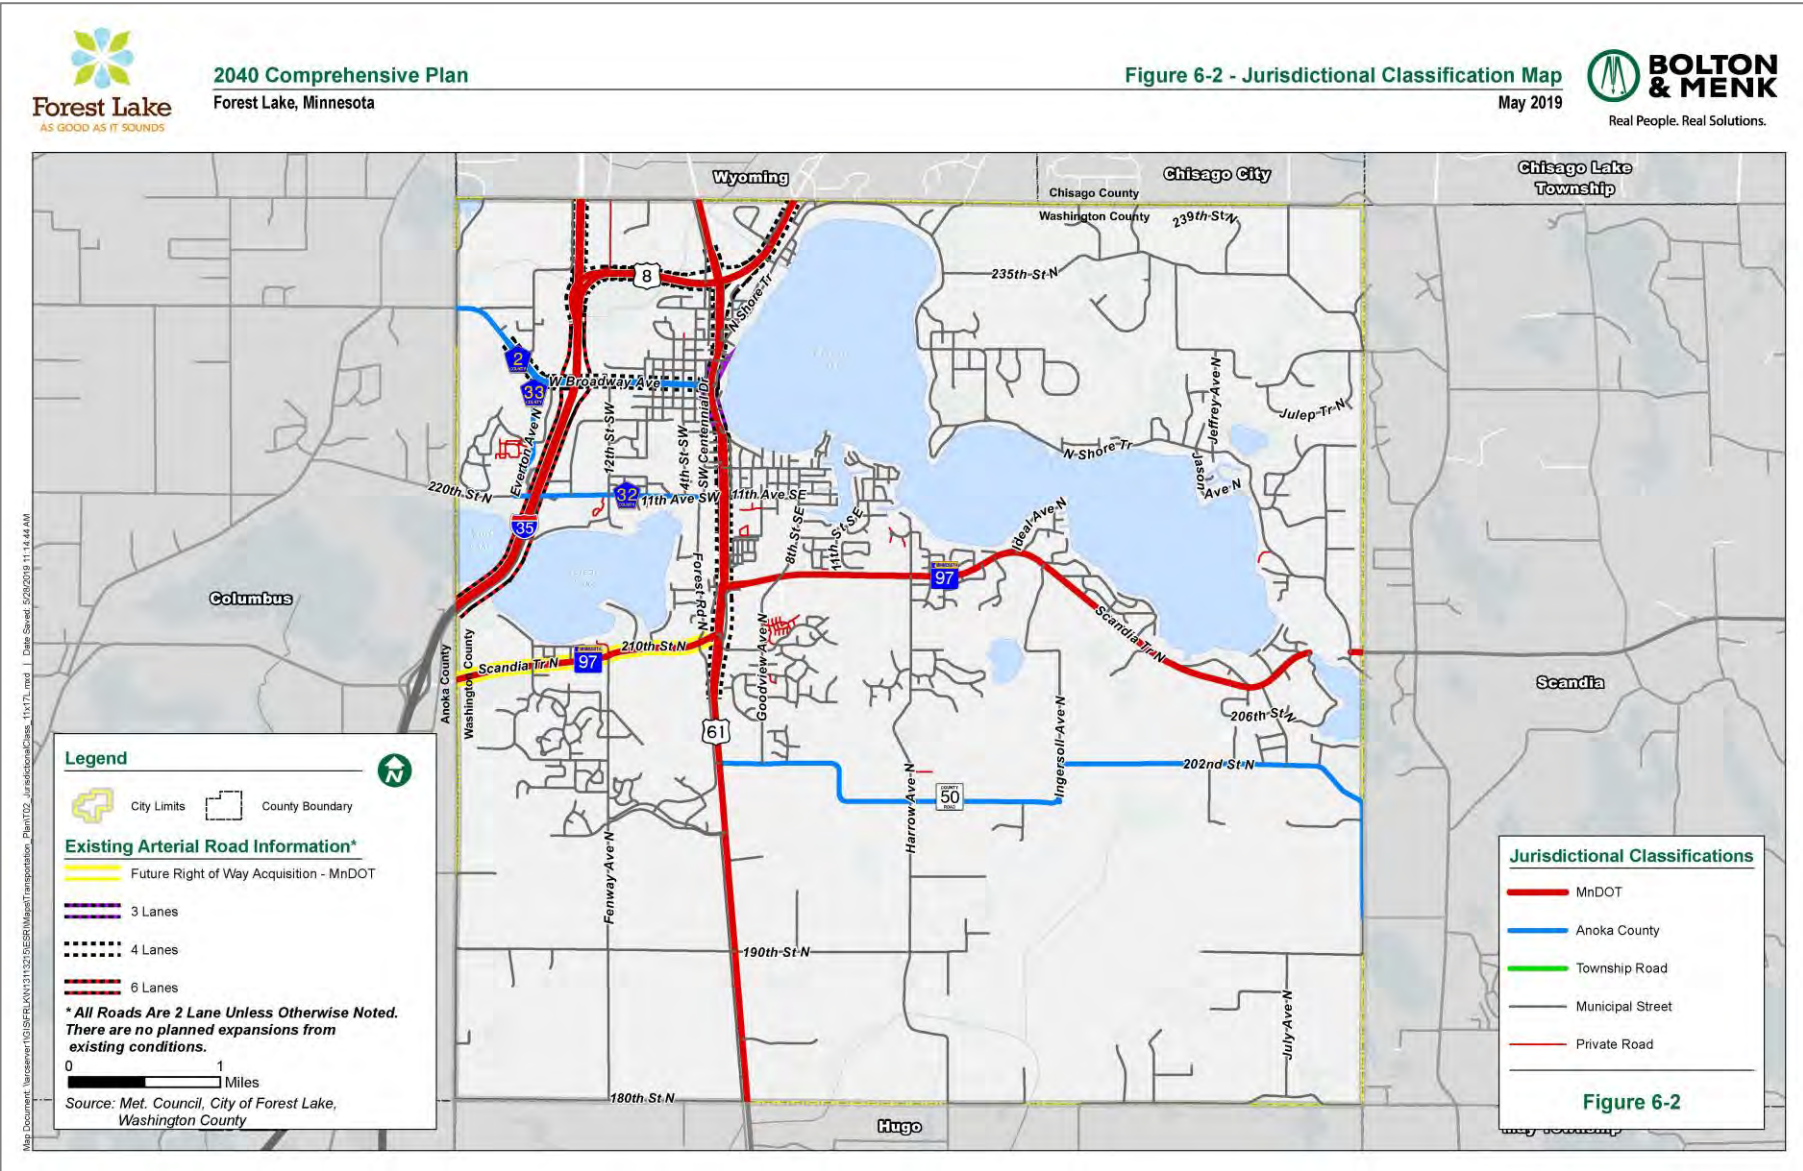 Forest Lake
AS GOOD AS IT SOUNDS
2040 Comprehensive Plan
Forest Lake, Minnesota
Figure 6-2 - Jurisdictional Classification Map
May 2019
BOLTON
& MENK
Real People. Real Solutions.
Wyoming
Chisago City
Chisago Lake
Township
Chisago County
Washington County
239th St N
235th St N
8
N Shore Tr
2
COUNTY
33
COUNTY
W Broadway Ave
SW Centennial Dr
Everton Ave N
12th St SW
4th St SW
Jeffrey Ave N
Julep Tr N
N Shore Tr
Jason
Ave N
220th St N
32
COUNTY
11th Ave SW
11th Ave SE
35
8th St SE
11th St SE
Ideal Ave N
Forest Rd N
97
Columbus
Scandia Tr N
Anoka County
Washington County
Scandia Tr N
97
210th St N
Goodview Ave N
Scandia
206th St N
61
Ingersoll Ave N
202nd St N
Harrow Ave N
COUNTY
50
ROAD
Fenway Ave N
190th St N
July Ave N
180th St N
Hugo
Legend
N
City Limits
County Boundary
Existing Arterial Road Information*
Future Right of Way Acquisition - MnDOT
3 Lanes
4 Lanes
6 Lanes
* All Roads Are 2 Lane Unless Otherwise Noted.
There are no planned expansions from
existing conditions.
0 1
Miles
Source: Met. Council, City of Forest Lake,
Washington County
Jurisdictional Classifications
MnDOT
Anoka County
Township Road
Municipal Street
Private Road
Figure 6-2